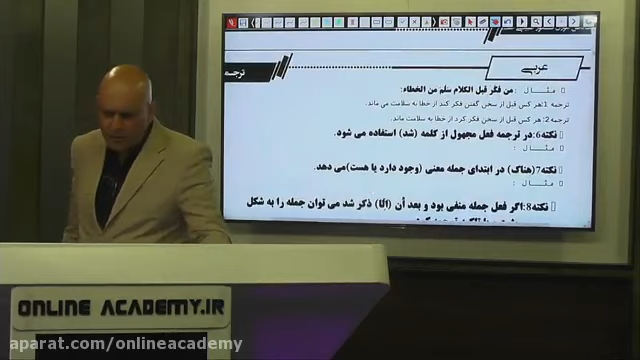 عربی
ترجمه
مثال: من فکّر قبل الکلام سلم من الخطاء:
ترجمه 1: هر کس قبل از سخن گفتن فکر کند از خطا به سلامت می ماند.
ترجمه 2: هر کس قبل از سخن فکر کرد از خطا به سلامت ماند.
نکته6: در ترجمه فعل مجهول از کلمه (شد) استفاده می شود.
مثال:
نکته7(هناک) در ابتدای جمله معنی (وجود دارد یا هست)می دهد.
مثال:
نکته8:اگر فعل جمله منفی بود و بعد أن (الّا) ذکر شد می توان جمله را به شکل
ONLINE ACADEMY.IR
aparat.com/onlineacademy